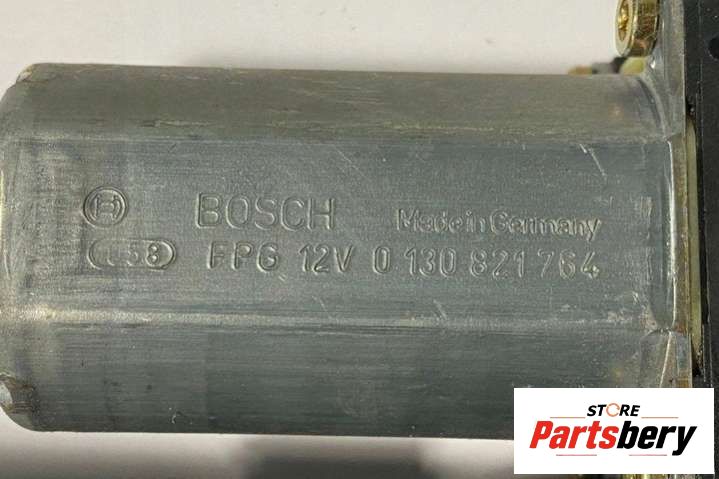 BOSCH Made in Germany
FPG 12V 0 130 821 764
STORE
Partsbery